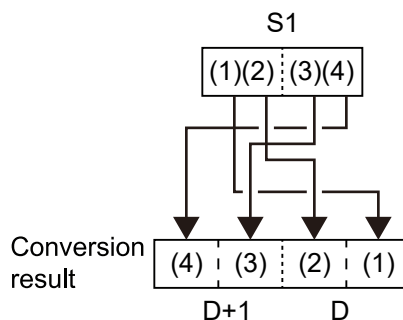 S1
(1)(2) (3)(4)
Conversion
result
(4) (3) (2) (1)
D+1 D